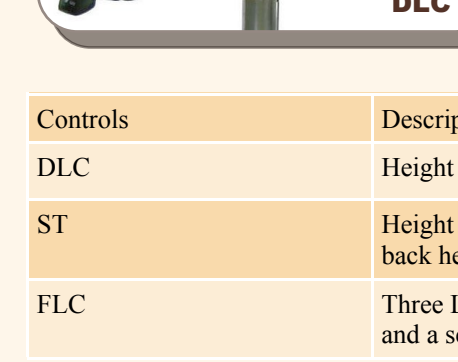 DLC
Controls
Descrip
DLC
Height
ST
Height
back he
FLC
Three
and a s